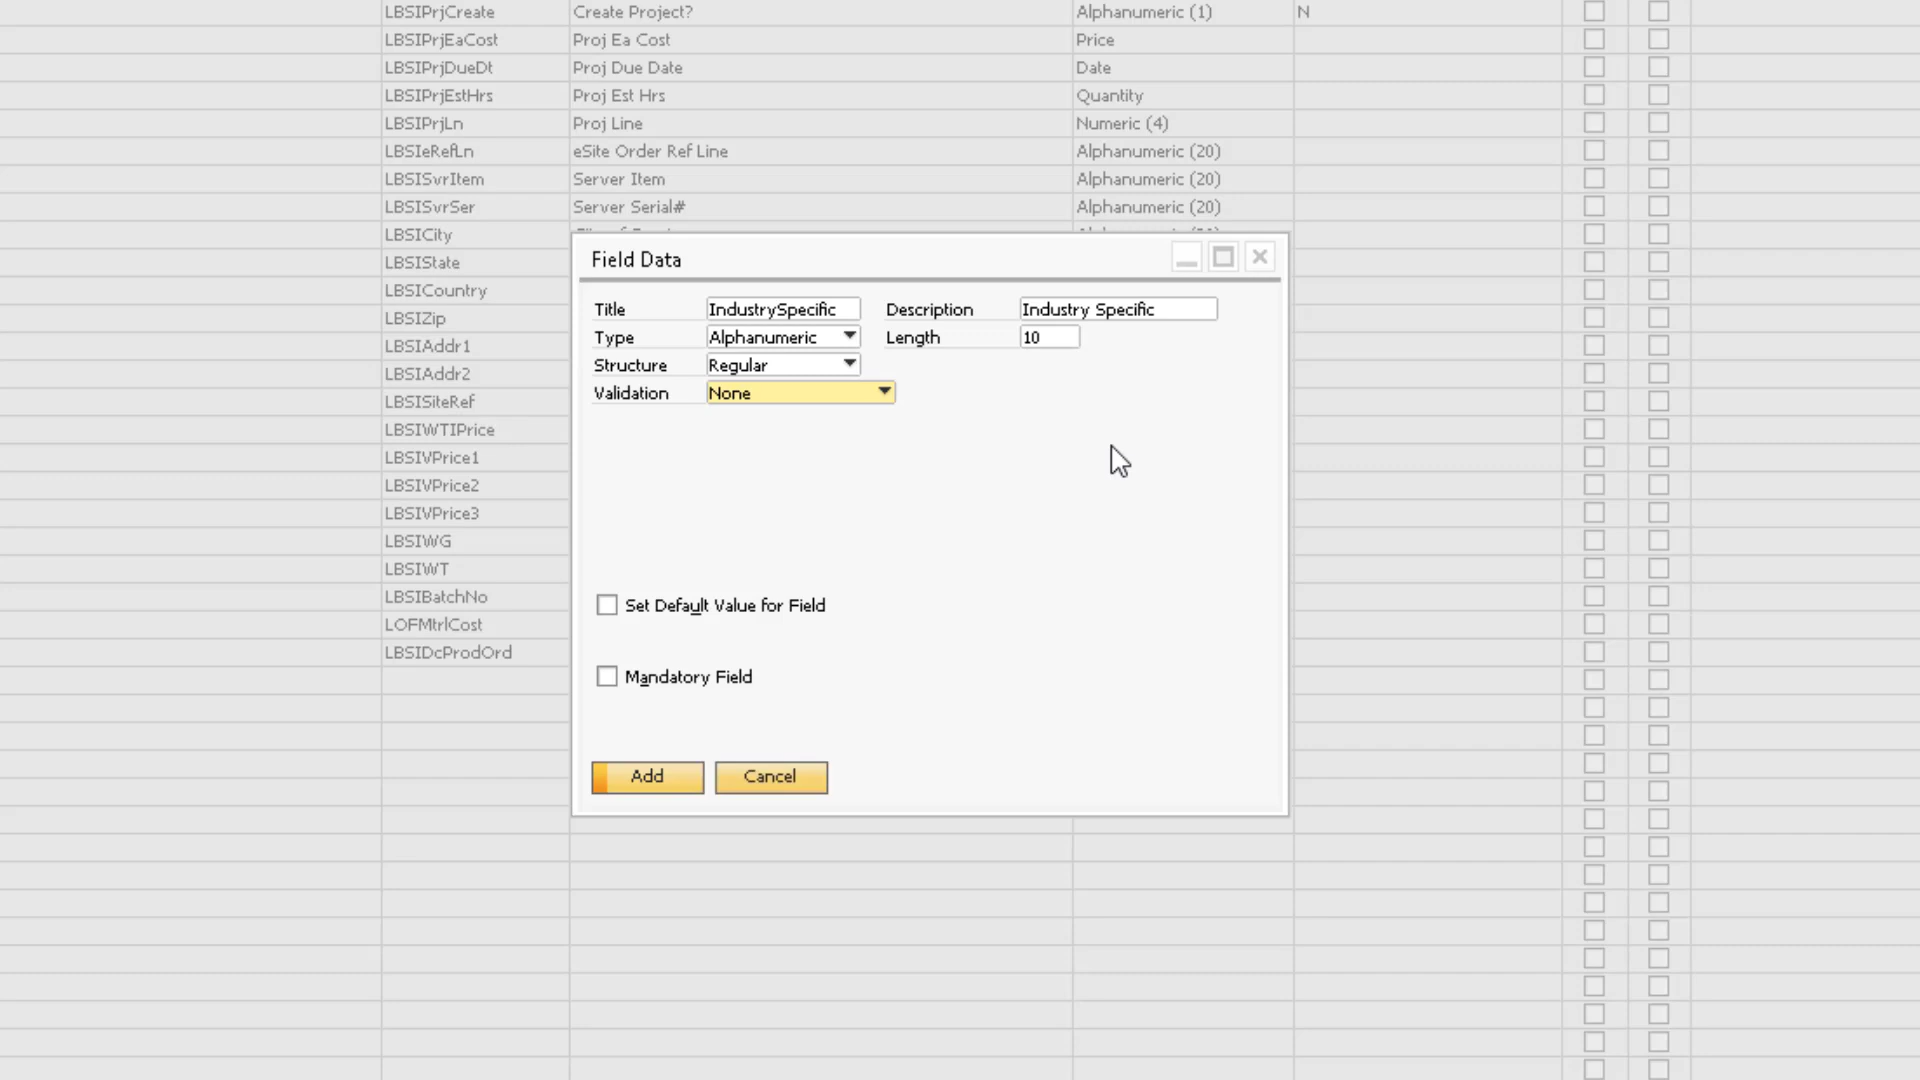 LBSIPrjCreate Create Project? Alphanumeric (1) N
LBSIPrjEaCost Proj Ea Cost Price
LBSIPrjDueDt Proj Due Date Date
LBSIPrjEstHrs Proj Est Hrs Quantity
LBSIPrjLn Proj Line Numeric (4)
LBSIeRefLn eSite Order Ref Line Alphanumeric (20)
LBSISvrItem Server Item Alphanumeric (20)
LBSISvrSer Server Serial# Alphanumeric (20)
LBSICity
LBSIState
LBSICountry
LBSIZip
LBSIAddr1
LBSIAddr2
LBSISiteRef
LBSIWTIPrice
LBSIVPrice1
LBSIVPrice2
LBSIVPrice3
LBSIWG
LBSIWT
LBSIBatchNo
LOFMtrlCost
LBSIDcProdOrd
Field Data
Title IndustrySpecific Description Industry Specific
Type Alphanumeric Length 10
Structure Regular
Validation None
Set Default Value for Field
Mandatory Field
Add Cancel